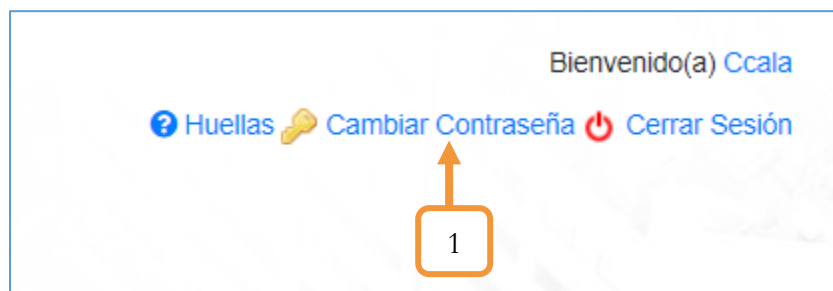 Bienvenido(a) Ccala
Huellas Cambiar Contraseña Cerrar Sesión
1